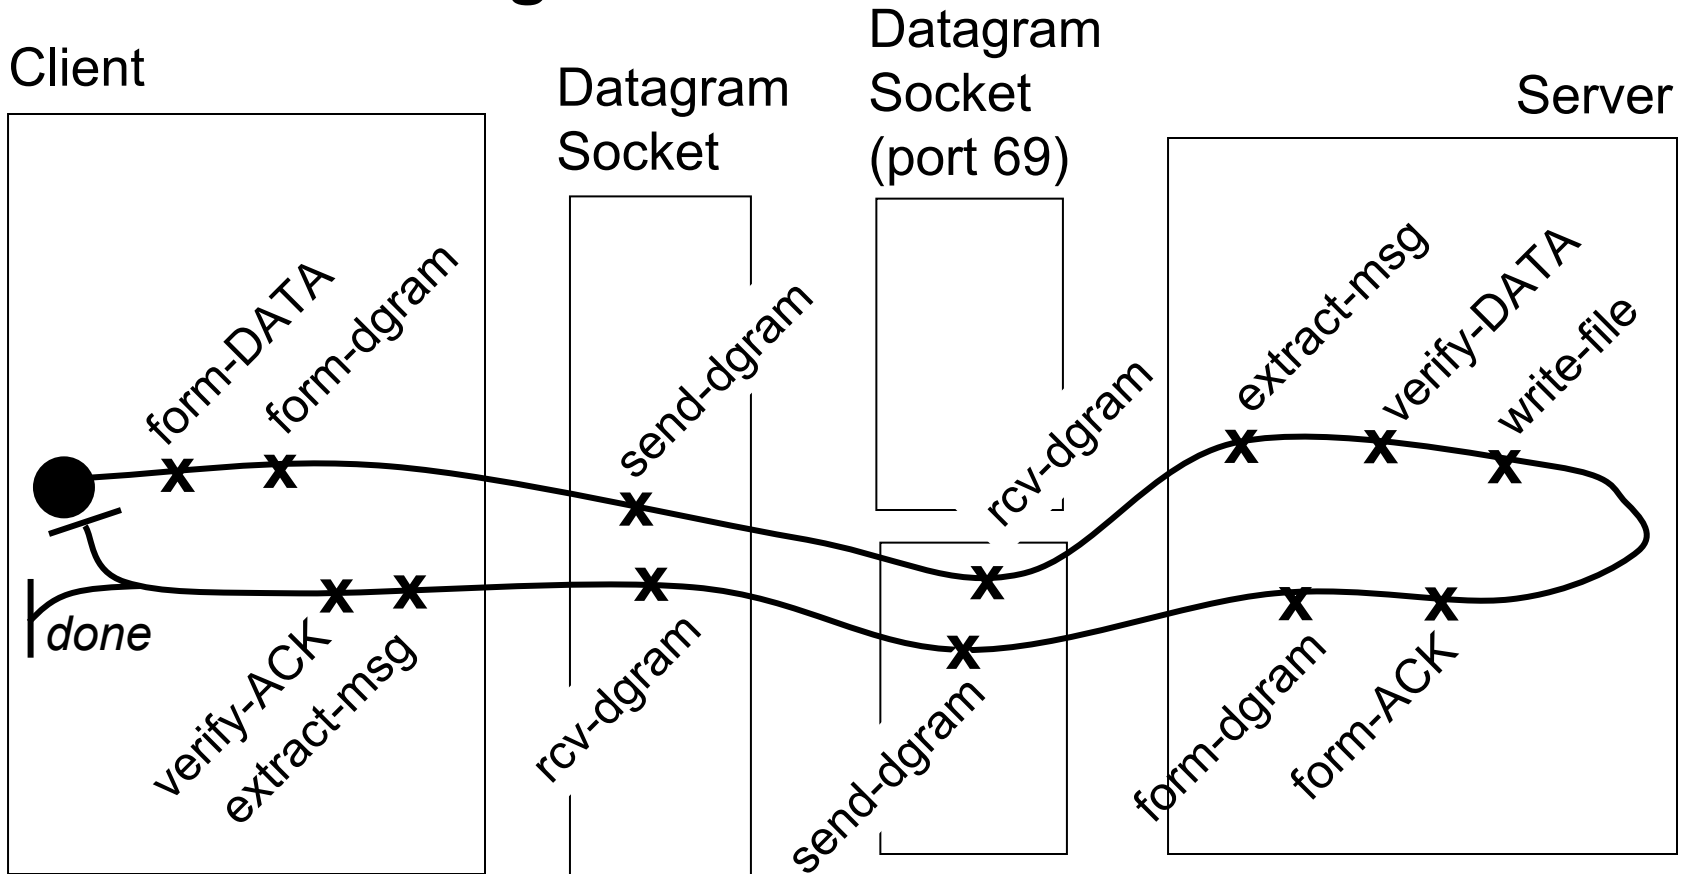 Client
Datagram
Socket
Datagram
Socket
(port 69)
Server
form-DATA
form-dgram
send-dgram
rcv-dgram
extract-msg
verify-DATA
write-file
done
verify-ACK
extract-msg
rcv-dgram
send-dgram
form-dgram
form-ACK